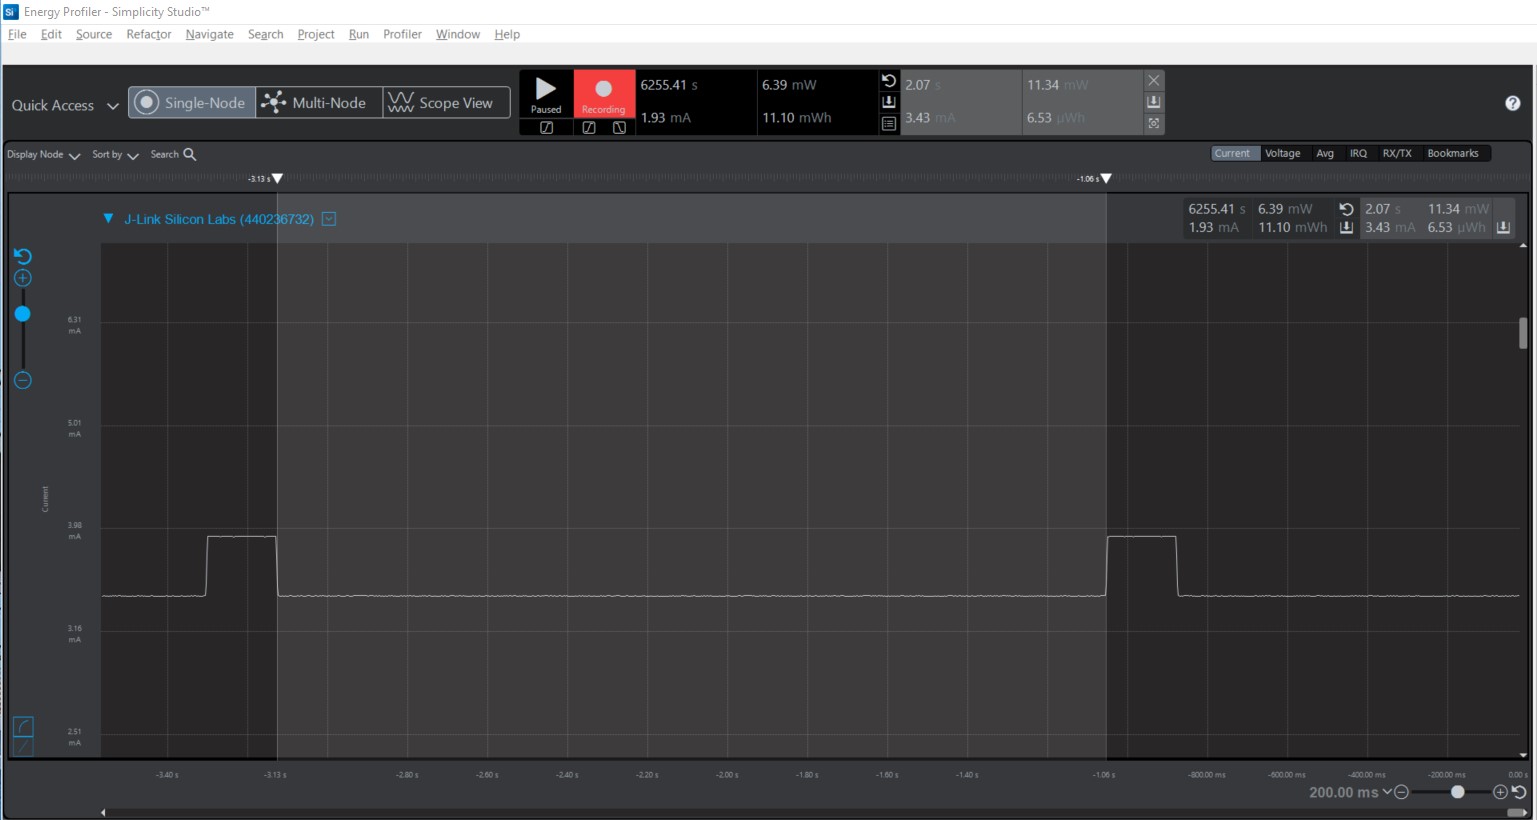 Energy Profiler - Simplicity Studio™
File Edit Source Refactor Navigate Search Project Run Profiler Window Help
Quick Access Single-Node Multi-Node Scope View
Paused
Recording
6255.41 s 6.39 mW
1.93 mA 11.10 mWh
2.07 s 11.34 mW
3.43 mA 6.53 µWh
Display Node Sort by Search
Current Voltage Avg IRQ RX/TX Bookmarks
-3.13 s -1.06 s
J-Link Silicon Labs (440236732)
6255.41 s 6.39 mW 2.07 s 11.34 mW
1.93 mA 11.10 mWh 3.43 mA 6.53 µWh
6.31
mA
5.01
mA
Current
3.98
mA
3.16
mA
2.51
mA
-3.40 s -3.13 s -2.80 s -2.60 s -2.40 s -2.20 s -2.00 s -1.80 s -1.60 s -1.40 s -1.06 s -800.00 ms -600.00 ms -400.00 ms -200.00 ms 0.00 s
200.00 ms